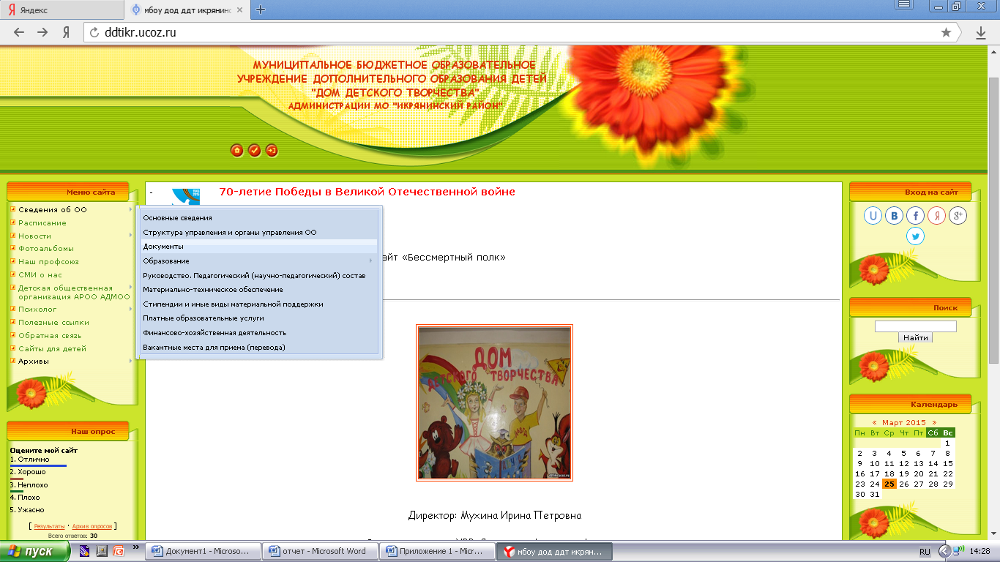 Яндекс
мбоу дод ддт икрянинс
ddtikr.ucoz.ru
МУНИЦИПАЛЬНОЕ БЮДЖЕТНОЕ ОБРАЗОВАТЕЛЬНОЕ
УЧРЕЖДЕНИЕ ДОПОЛНИТЕЛЬНОГО ОБРАЗОВАНИЯ ДЕТЕЙ
"ДОМ ДЕТСКОГО ТВОРЧЕСТВА"
АДМИНИСТРАЦИИ МО "ИКРЯНИНСКИЙ РАЙОН"
Меню сайта
Сведения об ОО
Расписание
Новости
Фотоальбомы
Наш профсоюз
СМИ о нас
Детская общественная
организация АРОО АДМОО
Психолог
Полезные ссылки
Обратная связь
Сайты для детей
Архивы
Основные сведения
Структура управления и органы управления ОО
Документы
Образование
Руководство. Педагогический (научно-педагогический) состав
Материально-техническое обеспечение
Стипендии и иные виды материальной поддержки
Платные образовательные услуги
Финансово-хозяйственная деятельность
Вакантные места для приема (перевода)
Наш опрос
Оцените мой сайт
1. Отлично
2. Хорошо
3. Неплохо
4. Плохо
5. Ужасно
[ Результаты · Архив опросов ]
Всего ответов: 30
-
70-летие Победы в Великой Отечественной войне
айт «Бессмертный полк»
ДОМ
ДЕТСКОГО ТВОРЧЕСТВА
ddtikr.ucoz.ru
Директор: Мухина Ирина Петровна
Вход на сайт
Поиск
Найти
Календарь
« Март 2015 »
Пн Вт Ср Чт Пт Сб Вс
1
2 3 4 5 6 7 8
9 10 11 12 13 14 15
16 17 18 19 20 21 22
23 24 25 26 27 28 29
30 31
пуск
Документ1 - Microso...
отчет - Microsoft Word
Приложение 1 - Micr...
мбоу дод ддт икрян...
RU
14:28